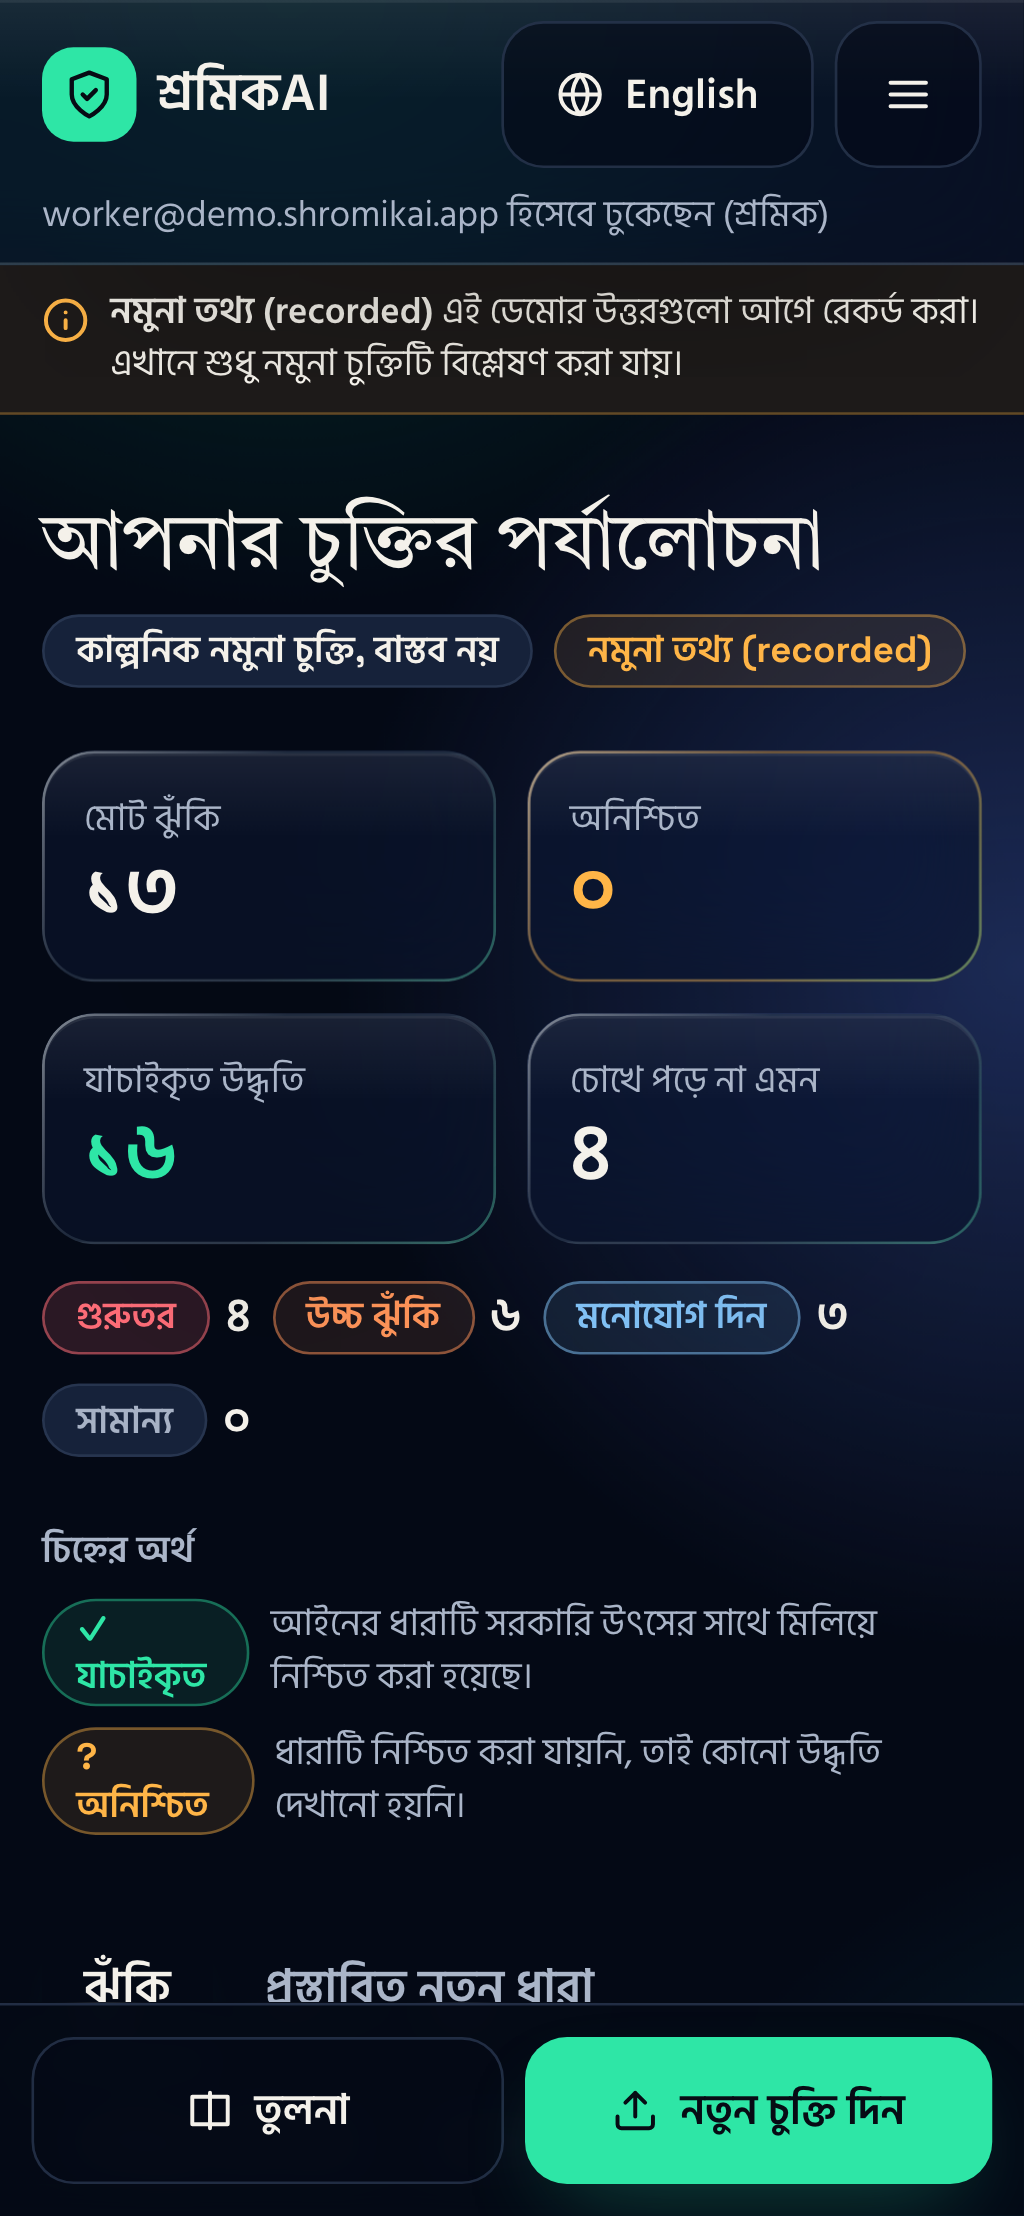 শ্রমিকAI
English
worker@demo.shromikai.app হিসেবে ঢুকেছেন (শ্রমিক)
নমুনা তথ্য (recorded) এই ডেমোর উত্তরগুলো আগে রেকর্ড করা।
এখানে শুধু নমুনা চুক্তিটি বিশ্লেষণ করা যায়।
আপনার চুক্তির পর্যালোচনা
কাল্পনিক নমুনা চুক্তি, বাস্তব নয়
নমুনা তথ্য (recorded)
মোট ঝুঁকি
১৩
অনিশ্চিত
০
যাচাইকৃত উদ্ধৃতি
১৬
চোখে পড়ে না এমন
৪
গুরুতর ৪ উচ্চ ঝুঁকি ৬ মনোযোগ দিন ৩
সামান্য ০
চিহ্নের অর্থ
✓ যাচাইকৃত
আইনের ধারাটি সরকারি উৎসের সাথে মিলিয়ে
নিশ্চিত করা হয়েছে।
? অনিশ্চিত
ধারাটি নিশ্চিত করা যায়নি, তাই কোনো উদ্ধৃতি
দেখানো হয়নি।
ঝুঁকি প্রস্তাবিত নতুন ধারা
তুলনা
নতুন চুক্তি দিন